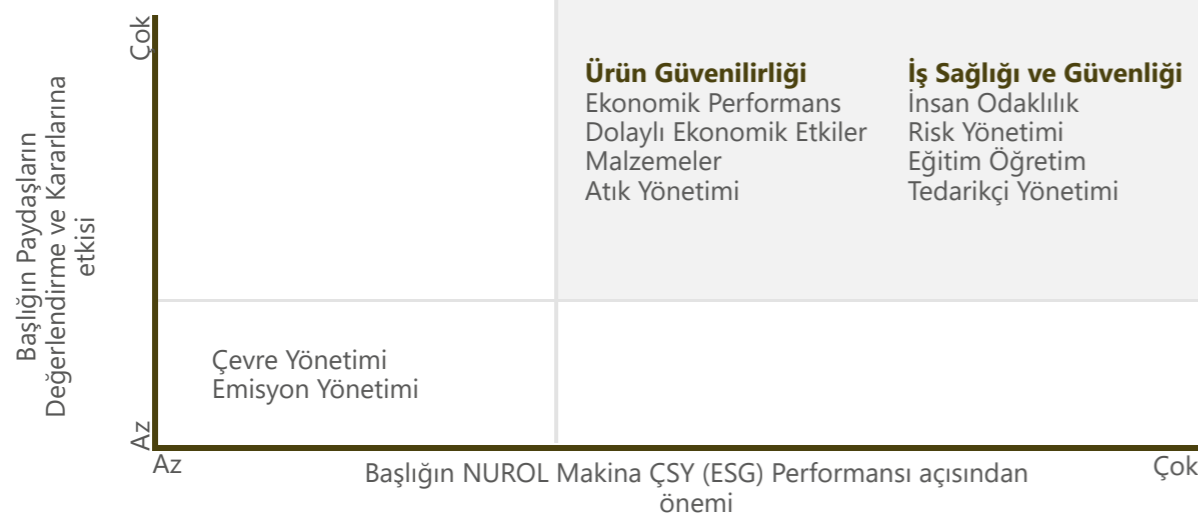 Çok
Başlığın Paydaşların
Değerlendirme ve Kararlarına
etkisi
Az
Ürün Güvenilirliği
Ekonomik Performans
Dolaylı Ekonomik Etkiler
Malzemeler
Atık Yönetimi
İş Sağlığı ve Güvenliği
İnsan Odaklılık
Risk Yönetimi
Eğitim Öğretim
Tedarikçi Yönetimi
Çevre Yönetimi
Emisyon Yönetimi
Az
Başlığın NUROL Makina ÇSY (ESG) Performansı açısından
önemi
Çok